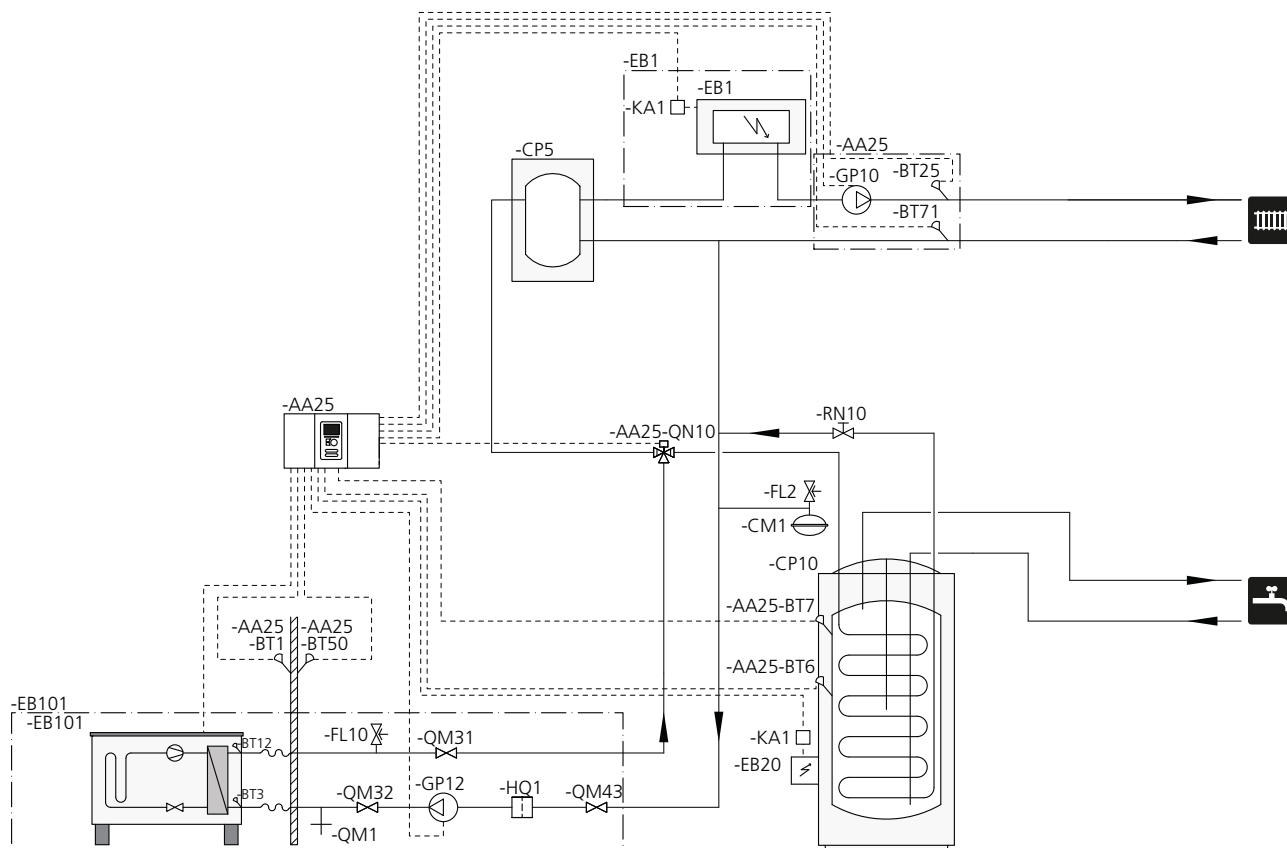 -EB1
-EB1
-KA1
-CP5
-AA25
-GP10
-BT25
-BT71
-AA25
-AA25-QN10
-RN10
-FL2
-CM1
-CP10
-AA25-BT7
-AA25
-BT1
-AA25
-BT50
-AA25-BT6
-EB101
-EB101
-BT12
-FL10
-QM31
-KA1
-EB20
-BT3
-QM32
-GP12
-HQ1
-QM43
-QM1